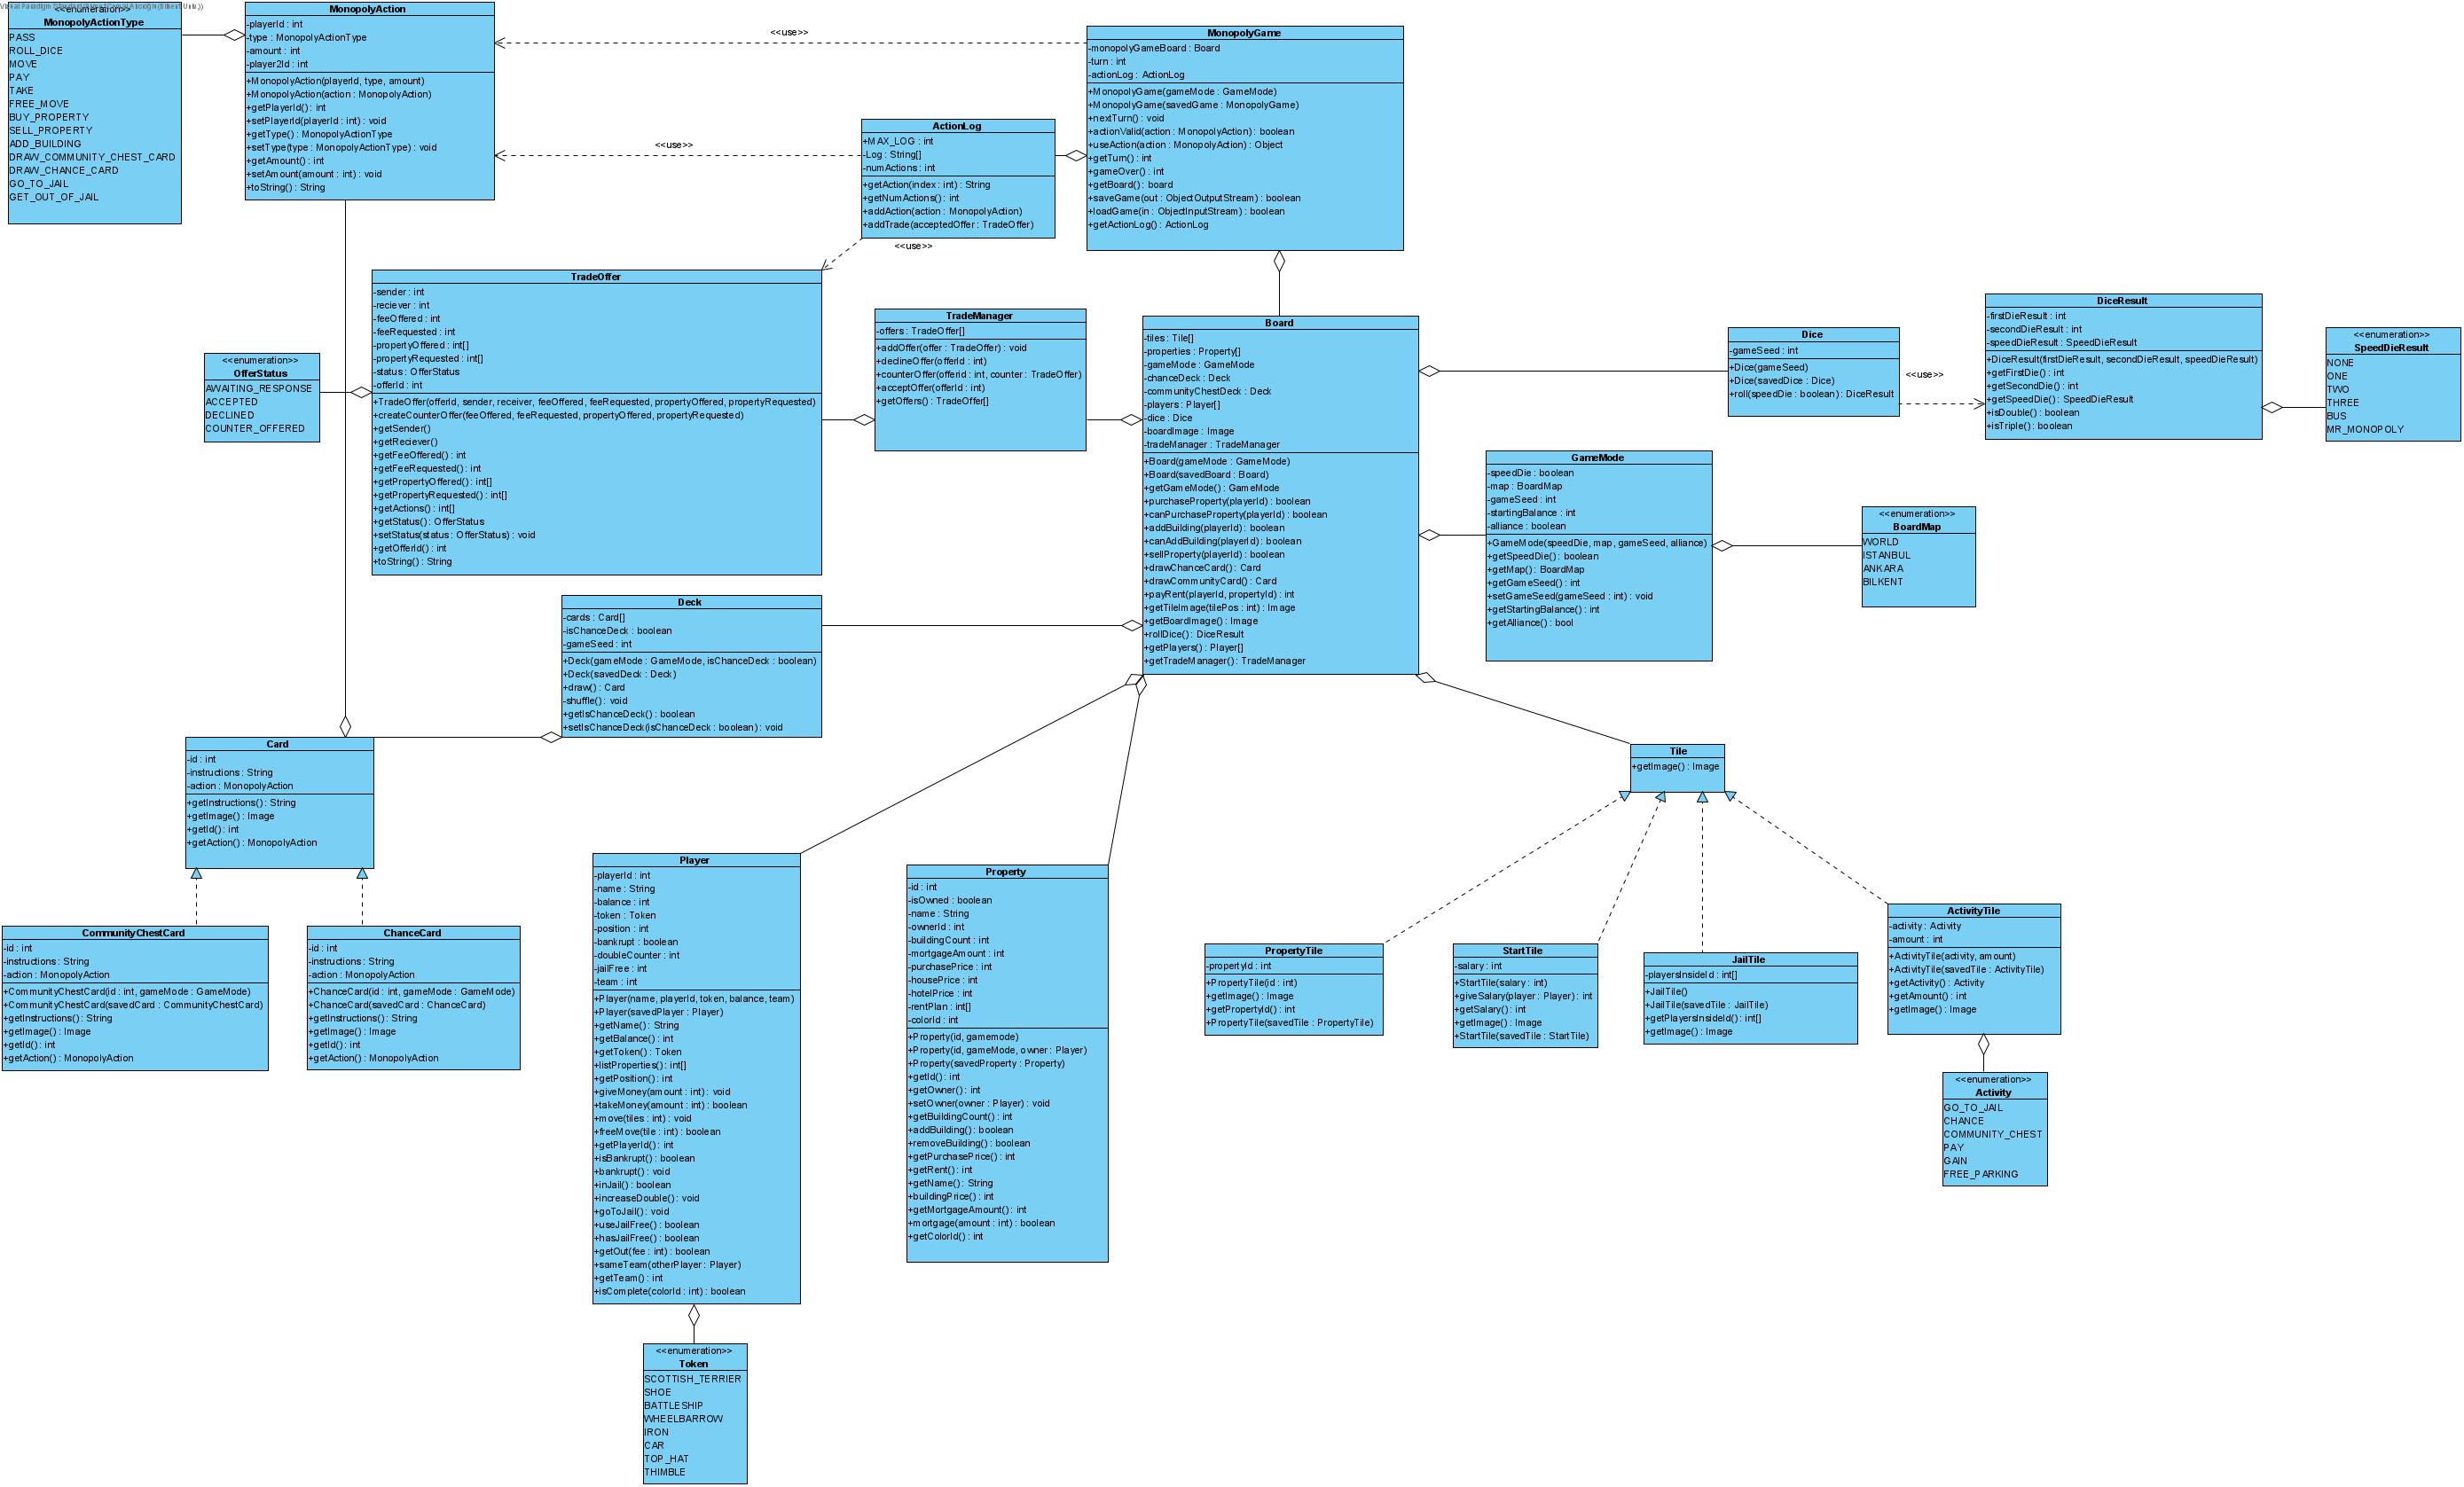 <<enumeration>>
MonopolyActionType
PASS
ROLL_DICE
MOVE
PAY
TAKE
FREE_MOVE
BUY_PROPERTY
SELL_PROPERTY
ADD_BUILDING
DRAW_COMMUNITY_CHEST_CARD
DRAW_CHANCE_CARD
GO_TO_JAIL
GET_OUT_OF_JAIL
MonopolyAction
-playerId : int
-type : MonopolyActionType
-amount : int
-player2Id : int
+MonopolyAction(playerId, type, amount)
+MonopolyAction(action : MonopolyAction)
+getPlayerId() : int
+setPlayerId(playerId : int) : void
+getType() : MonopolyActionType
+setType(type : MonopolyActionType) : void
+getAmount() : int
+setAmount(amount : int) : void
+toString() : String
<<use>>
<<use>>
<<use>>
MonopolyGame
-monopolyGameBoard : Board
-turn : int
-actionLog : ActionLog
+MonopolyGame(gameMode : GameMode)
+MonopolyGame(savedGame : MonopolyGame)
+nextTurn() : void
+actionValid(action : MonopolyAction) : boolean
+useAction(action : MonopolyAction) : Object
+getTurn() : int
+gameOver() : int
+getBoard() : board
+saveGame(out : ObjectOutputStream) : boolean
+loadGame(in : ObjectInputStream) : boolean
+getActionLog() : ActionLog
ActionLog
+MAX_LOG : int
-Log : String[]
-numActions : int
+getAction(index : int) : String
+getNumActions() : int
+addAction(action : MonopolyAction)
+addTrade(acceptedOffer : TradeOffer)
TradeOffer
-sender : int
-reciever : int
-feeOffered : int
-feeRequested : int
-propertyOffered : int[]
-propertyRequested : int[]
-status : OfferStatus
-offerId : int
+TradeOffer(offerId, sender, receiver, feeOffered, feeRequested, propertyOffered, propertyRequested)
+createCounterOffer(feeOffered, feeRequested, propertyOffered, propertyRequested)
+getSender()
+getReciever()
+getFeeOffered() : int
+getFeeRequested() : int
+getPropertyOffered() : int[]
+getPropertyRequested() : int[]
+getActions() : int[]
+getStatus() : OfferStatus
+setStatus(status : OfferStatus) : void
+getOfferId() : int
+toString() : String
<<enumeration>>
OfferStatus
AWAITING_RESPONSE
ACCEPTED
DECLINED
COUNTER_OFFERED
TradeManager
-offers : TradeOffer[]
+addOffer(offer : TradeOffer) : void
+declineOffer(offerId : int)
+counterOffer(offerid : int, counter : TradeOffer)
+acceptOffer(offerId : int)
+getOffers() : TradeOffer[]
Board
-tiles : Tile[]
-properties : Property[]
-gameMode : GameMode
-chanceDeck : Deck
-communityChestDeck : Deck
-players : Player[]
-dice : Dice
-boardImage : Image
-tradeManager : TradeManager
+Board(gameMode : GameMode)
+Board(savedBoard : Board)
+getGameMode() : GameMode
+purchaseProperty(playerId) : boolean
+canPurchaseProperty(playerId) : boolean
+addBuilding(playerId) : boolean
+canAddBuilding(playerId) : boolean
+sellProperty(playerId) : boolean
+drawChanceCard() : Card
+drawCommunityCard() : Card
+payRent(playerId, propertyId) : int
+getTileImage(tilePos : int) : Image
+getBoardImage() : Image
+rollDice() : DiceResult
+getPlayers() : Player[]
+getTradeManager() : TradeManager
Dice
-gameSeed : int
+Dice(gameSeed)
+Dice(savedDice : Dice)
+roll(speedDie : boolean) : DiceResult
<<use>>
DiceResult
-firstDieResult : int
-secondDieResult : int
-speedDieResult : SpeedDieResult
+DiceResult(firstDieResult, secondDieResult, speedDieResult)
+getFirstDie() : int
+getSecondDie() : int
+getSpeedDie() : SpeedDieResult
+isDouble() : boolean
+isTriple() : boolean
<<enumeration>>
SpeedDieResult
NONE
ONE
TWO
THREE
BUS
MR_MONOPOLY
GameMode
-speedDie : boolean
-map : BoardMap
-gameSeed : int
-startingBalance : int
-alliance : boolean
+GameMode(speedDie, map, gameSeed, alliance)
+getSpeedDie() : boolean
+getMap() : BoardMap
+getGameSeed() : int
+setGameSeed(gameSeed : int) : void
+getStartingBalance() : int
+getAlliance() : bool
<<enumeration>>
BoardMap
WORLD
ISTANBUL
ANKARA
BILKENT
Deck
-cards : Card[]
-isChanceDeck : boolean
-gameSeed : int
+Deck(gameMode : GameMode, isChanceDeck : boolean)
+Deck(savedDeck : Deck)
+draw() : Card
-shuffle() : void
+getIsChanceDeck() : boolean
+setIsChanceDeck(isChanceDeck : boolean) : void
Card
-id : int
-instructions : String
-action : MonopolyAction
+getInstructions() : String
+getImage() : Image
+getId() : int
+getAction() : MonopolyAction
CommunityChestCard
-id : int
-instructions : String
-action : MonopolyAction
+CommunityChestCard(id : int, gameMode : GameMode)
+CommunityChestCard(savedCard : CommunityChestCard)
+getInstructions() : String
+getImage() : Image
+getId() : int
+getAction() : MonopolyAction
ChanceCard
-id : int
-instructions : String
-action : MonopolyAction
+ChanceCard(id : int, gameMode : GameMode)
+ChanceCard(savedCard : ChanceCard)
+getInstructions() : String
+getImage() : Image
+getId() : int
+getAction() : MonopolyAction
Player
-playerId : int
-name : String
-balance : int
-token : Token
-position : int
-bankrupt : boolean
-doubleCounter : int
-jailFree : int
-team : int
+Player(name, playerId, token, balance, team)
+Player(savedPlayer : Player)
+getName() : String
+getBalance() : int
+getToken() : Token
+listProperties() : int[]
+getPosition() : int
+giveMoney(amount : int) : void
+takeMoney(amount : int) : boolean
+move(tiles : int) : void
+freeMove(tile : int) : boolean
+getPlayerId() : int
+isBankrupt() : boolean
+bankrupt() : void
+inJail() : boolean
+increaseDouble() : void
+goToJail() : void
+useJailFree() : boolean
+hasJailFree() : boolean
+getOut(fee : int) : boolean
+sameTeam(otherPlayer : Player)
+getTeam() : int
+isComplete(colorId : int) : boolean
<<enumeration>>
Token
SCOTTISH_TERRIER
SHOE
BATTLESHIP
WHEELBARROW
IRON
CAR
TOP_HAT
THIMBLE
Property
-id : int
-isOwned : boolean
-name : String
-ownerId : int
-buildingCount : int
-mortgageAmount : int
-purchasePrice : int
-housePrice : int
-hotelPrice : int
-rentPlan : int[]
-colorId : int
+Property(id, gamemode)
+Property(id, gameMode, owner : Player)
+Property(savedProperty : Property)
+getId() : int
+getOwner() : int
+setOwner(owner : Player) : void
+getBuildingCount() : int
+addBuilding() : boolean
+removeBuilding() : boolean
+getPurchasePrice() : int
+getRent() : int
+getName() : String
+buildingPrice() : int
+getMortgageAmount() : int
+mortgage(amount : int) : boolean
+getColorId() : int
Tile
+getImage() : Image
PropertyTile
-propertyId : int
+PropertyTile(id : int)
+getImage() : Image
+getPropertyId() : int
+PropertyTile(savedTile : PropertyTile)
StartTile
-salary : int
+StartTile(salary : int)
+giveSalary(player : Player) : int
+getSalary() : int
+getImage() : Image
+StartTile(savedTile : StartTile)
JailTile
-playersInsideId : int[]
+JailTile()
+JailTile(savedTile : JailTile)
+getPlayersInsideId() : int[]
+getImage() : Image
ActivityTile
-activity : Activity
-amount : int
+ActivityTile(activity, amount)
+ActivityTile(savedTile : ActivityTile)
+getActivity() : Activity
+getAmount() : int
+getImage() : Image
<<enumeration>>
Activity
GO_TO_JAIL
CHANCE
COMMUNITY_CHEST
PAY
GAIN
FREE_PARKING